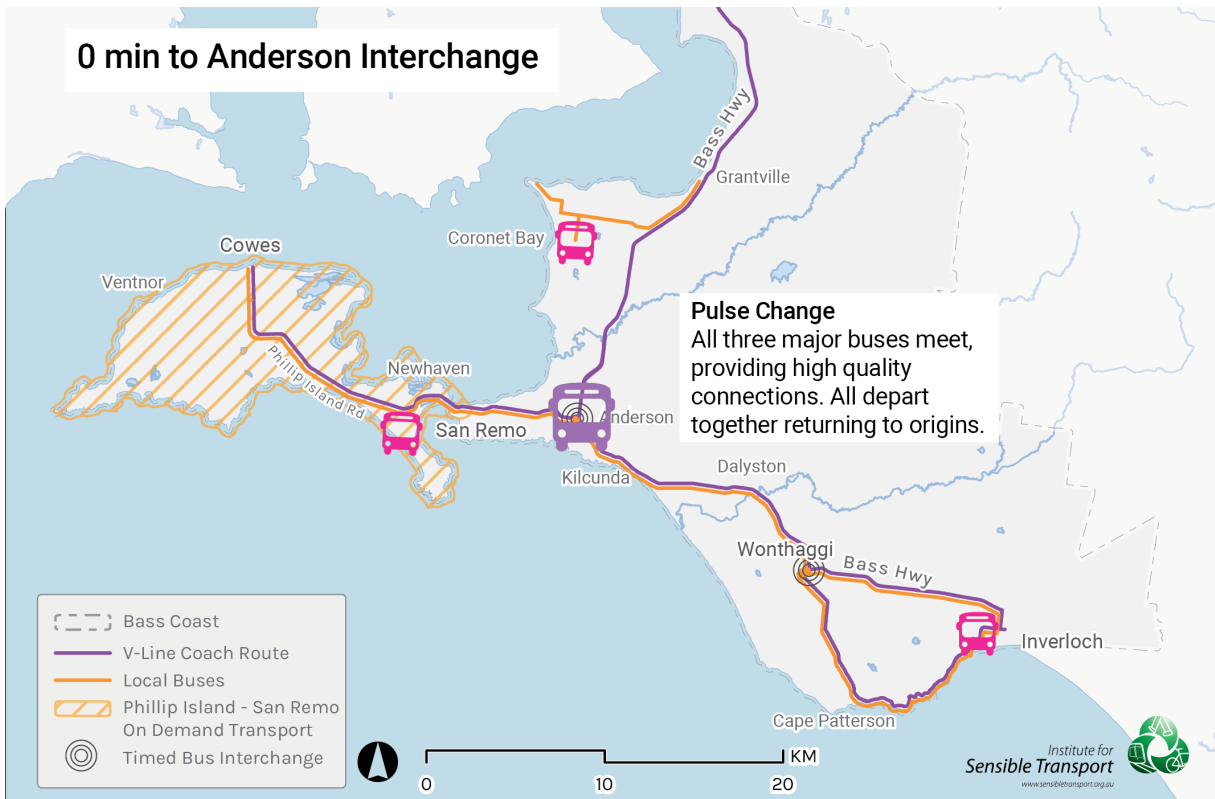 0 min to Anderson Interchange
Bass Hwy
Grantville
Coronet Bay
Cowes
Ventnor
Pulse Change
All three major buses meet,
providing high quality
connections. All depart
together returning to origins.
Phillip Island Rd
Newhaven
Anderson
San Remo
Kilcunda
Dalyston
Wonthaggi
Bass Hwy
Inverloch
Cape Patterson
Bass Coast
V-Line Coach Route
Local Buses
Phillip Island - San Remo
On Demand Transport
Timed Bus Interchange
KM
0
10
20
Institute for
Sensible Transport
www.sensibletransport.org.au